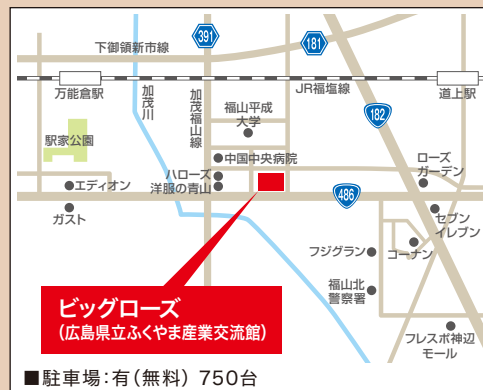 391
181
下御領新市線
万能倉駅
加茂川
加茂福山線
JR福塩線
道上駅
182
福山平成
大学
駅家公園
中国中央病院
ハローズ
洋服の青山
エディオン
ガスト
ローズ
ガーデン
486
セブン
イレブン
フジグラン
コーナン
福山北
警察署
フレスポ神辺
モール
ビッグローズ
(広島県立ふくやま産業交流館)
■駐車場:有(無料) 750台